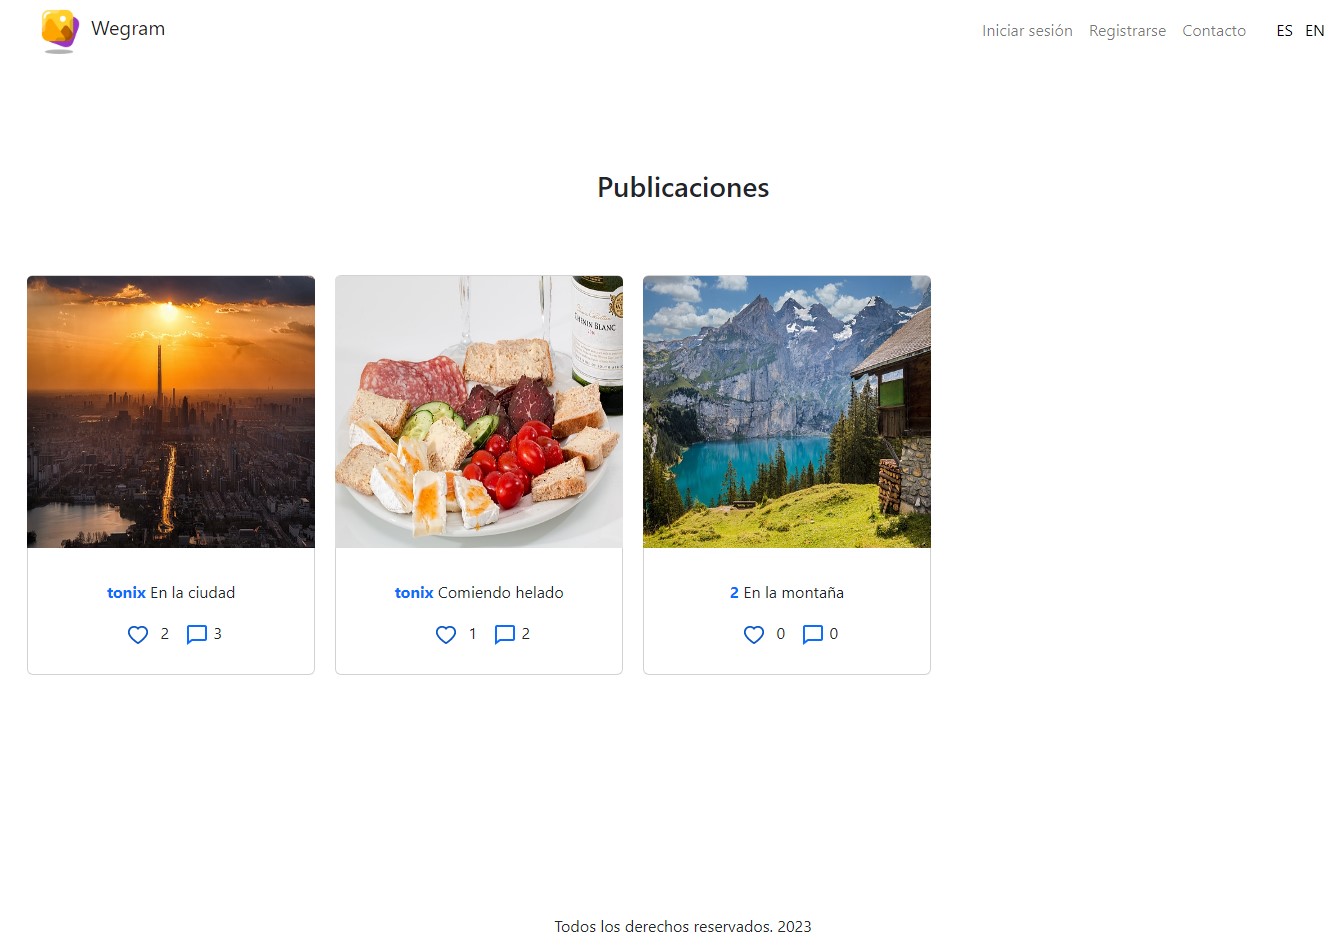 Wegram
Iniciar sesión Registrarse Contacto ES EN
Publicaciones
CHENIN BLANC
tonix En la ciudad
2 3
tonix Comiendo helado
1 2
2 En la montaña
0 0
Todos los derechos reservados. 2023